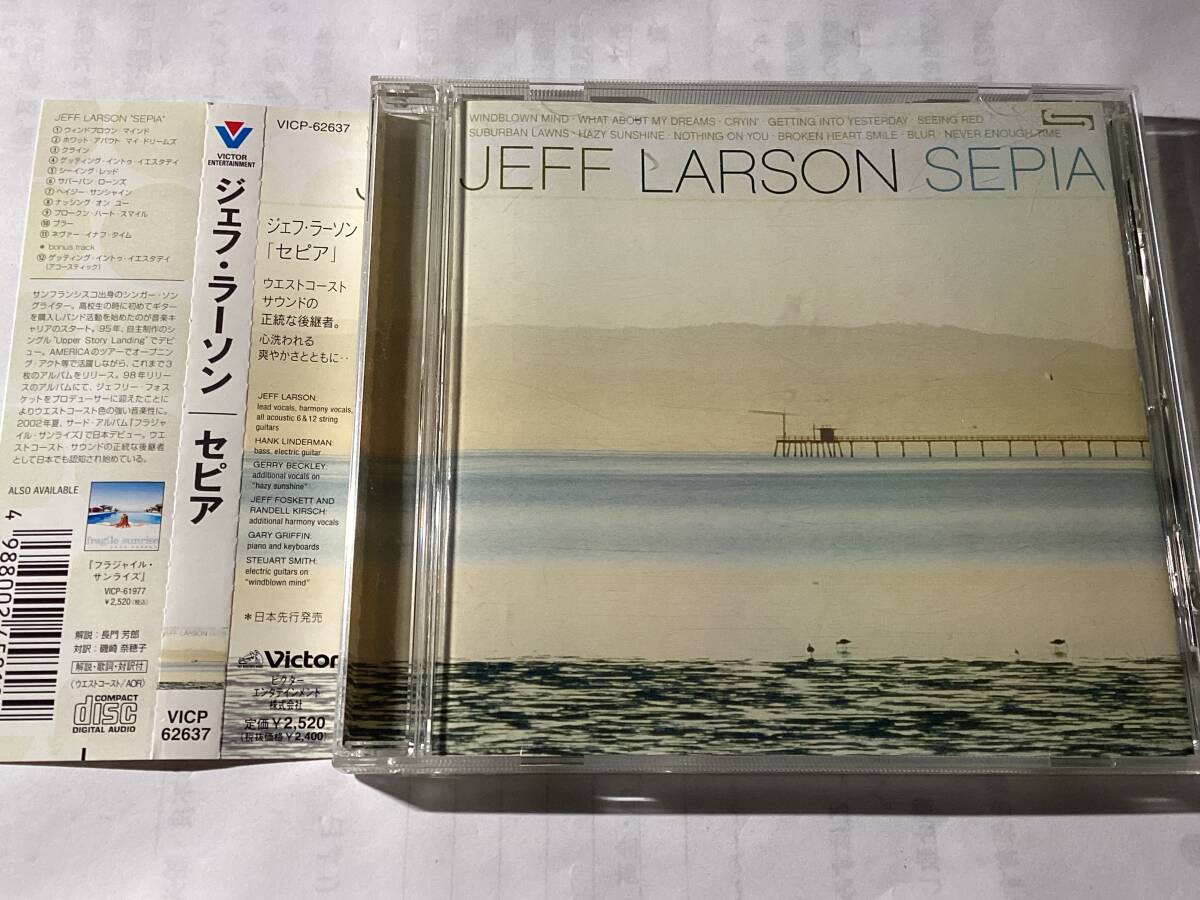 JEFF LARSON "SEPIA"
① ウィンドブロウン・マインド
② ホワット・アバウト・マイ・ドリームズ
③ クライン
④ ゲッティング・イントゥ・イエスタデイ
⑤ シーイング・レッド
⑥ サバーバン・ローンズ
⑦ ヘイジー・サンシャイン
⑧ ナッシング・オン・ユー
⑨ ブロークン・ハート・スマイル
⑩ ブラー
⑪ ネヴァー・イナフ・タイム
* bonus track
⑫ ゲッティング・イントゥ・イエスタデイ
(アコースティック)
サンフランシスコ出身のシンガー・ソン
グライター。高校生の時に初めてギター
を購入しバンド活動を始めたのが音楽キ
ャリアのスタート。95年、自主制作のシ
ングル"Upper Story Landing"でデビ
ュー。AMERICAのツアーでオープニン
グ・アクト等で活躍しながら、これまで3
枚のアルバムをリリース。98年リリー
スのアルバムにて、ジェフリー・フォス
ケットをプロデューサーに迎えたことに
よりウエストコースト色の強い音楽性に。
2002年夏、サード・アルバム『フラジャ
イル・サンライズ』で日本デビュー。ウエ
ストコースト・サウンドの正統な後継者
として日本でも認知され始めている。
ALSO AVAILABLE
fragile sunrise
『フラジャイル・
サンライズ』
VICP-61977
¥2,520(税込)
解説:長門 芳郎
対訳:磯崎 奈穂子
解説・歌詞・対訳付
(ウエストコースト/AOR)
COMPACT
disc
DIGITAL AUDIO
VICTOR
ENTERTAINMENT
ジェフ・ラーソン
セピア
JEFF LARSON SEPIA
VICP
62637
VICP-62637
ジェフ・ラーソン
「セピア」
ウエストコースト
サウンドの
正統な後継者。
心洗われる
爽やかさとともに‥
JEFF LARSON:
lead vocals, harmony vocals,
all acoustic 6 & 12 string
guitars
HANK LINDERMAN:
bass, electric guitar
GERRY BECKLEY:
additional vocals on
"hazy sunshine"
JEFF FOSKETT AND
RANDELL KIRSCH:
additional harmony vocals
GARY GRIFFIN:
piano and keyboards
STEUART SMITH:
electric guitars on
"windblown mind"
*日本先行発売
Victor
ビクター
エンタテインメント
株式会社
定価¥2,520
(税抜価格¥2,400)
WINDBLOWN MIND · WHAT ABOUT MY DREAMS · CRYIN' · GETTING INTO YESTERDAY · SEEING RED
SUBURBAN LAWNS · HAZY SUNSHINE · NOTHING ON YOU · BROKEN HEART SMILE · BLUR · NEVER ENOUGH TIME
JEFF LARSON SEPIA